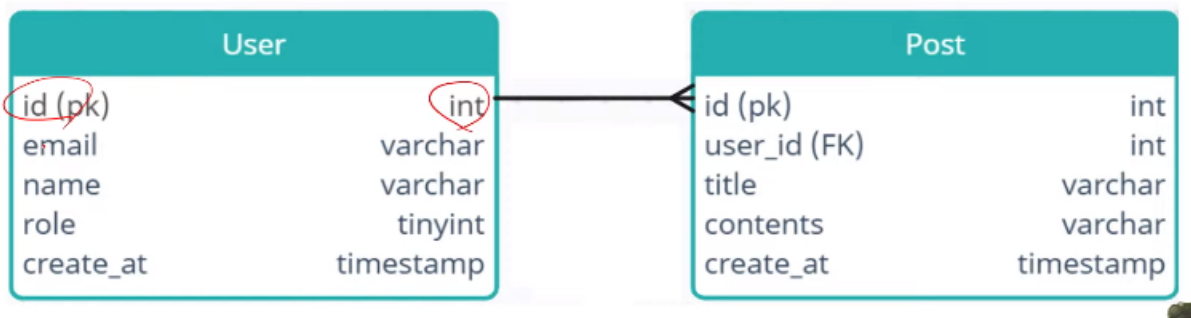 User
id (pk) int
email varchar
name varchar
role tinyint
create_at timestamp
Post
id (pk) int
user_id (FK) int
title varchar
contents varchar
create_at timestamp